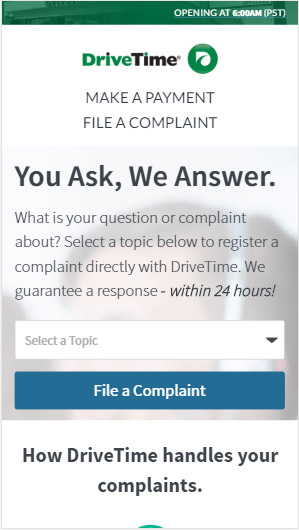 OPENING AT 6:00AM (PST)
DriveTime®
MAKE A PAYMENT
FILE A COMPLAINT
You Ask, We Answer.
What is your question or complaint
about? Select a topic below to register a
complaint directly with DriveTime. We
guarantee a response - within 24 hours!
Select a Topic
File a Complaint
How DriveTime handles your
complaints.